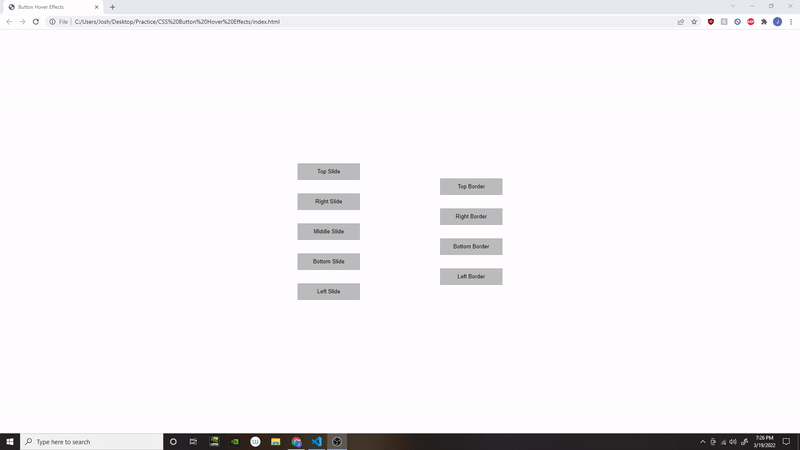 Button Hover Effects
File | C:/Users/Josh/Desktop/Practice/CSS%20Button%20Hover%20Effects/index.html
J
Top Slide
Right Slide
Middle Slide
Bottom Slide
Left Slide
Top Border
Right Border
Bottom Border
Left Border
Type here to search
7:26 PM
3/19/2022